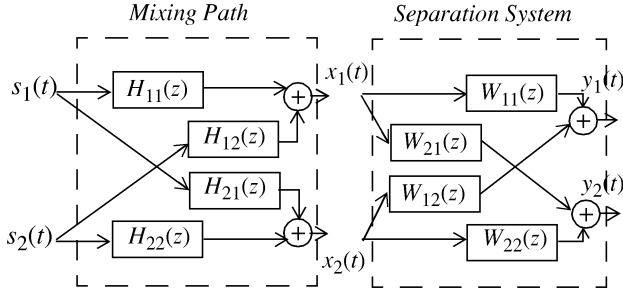 Mixing Path
Separation System
s1(t)
H11(z)
+
x1(t)
W11(z)
y1(t)
+
H12(z)
W21(z)
H21(z)
W12(z)
y2(t)
+
s2(t)
H22(z)
+
x2(t)
W22(z)